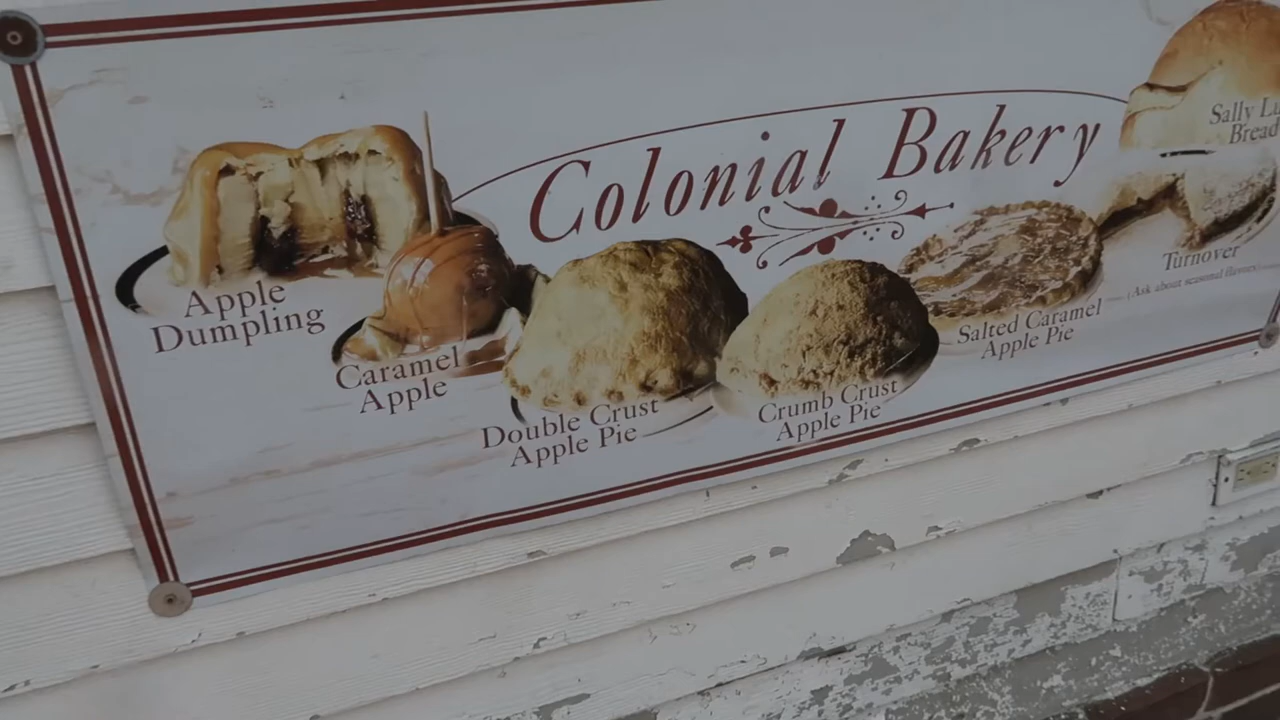 Colonial Bakery
Apple
Dumpling
Caramel
Apple
Double Crust
Apple Pie
Crumb Crust
Apple Pie
Salted Caramel
Apple Pie
Sally
Bread
Turnover
(Ask about seasonal flavors)